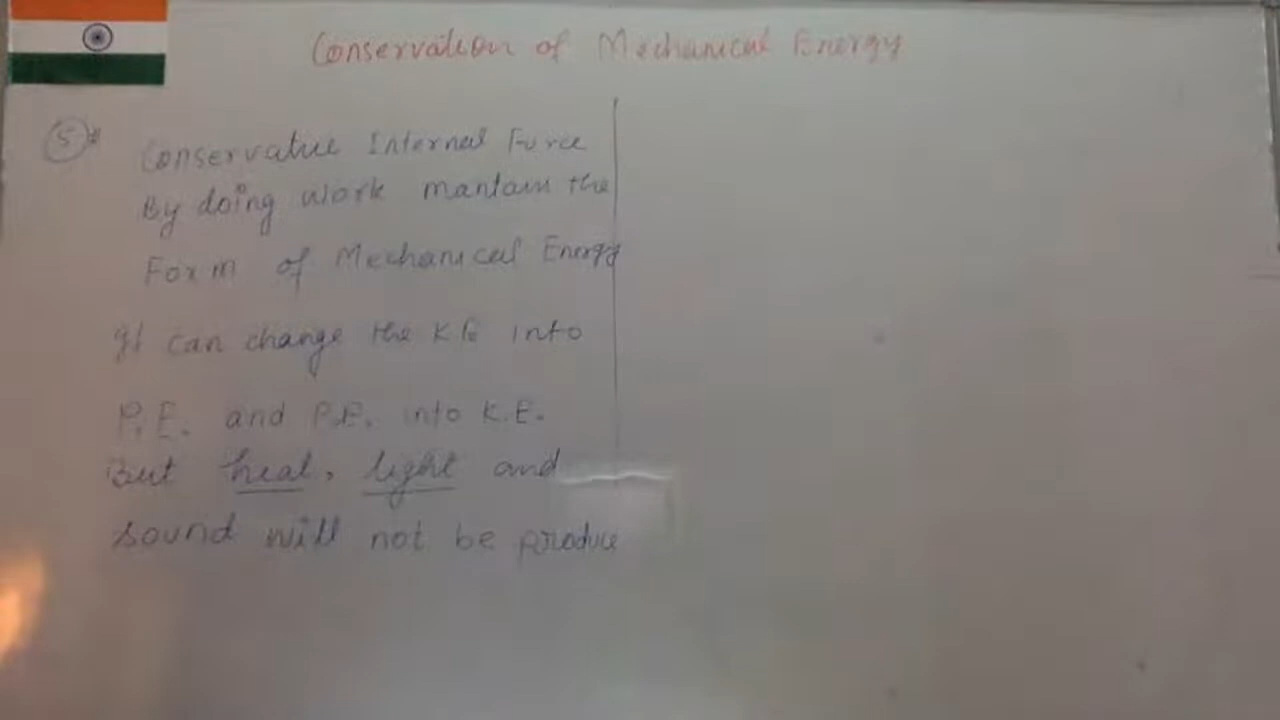 Conservation of Mechanical Energy
5
Conservative Internal Force
By doing work mantain the
Form of Mechanical Energy
It can change the K.E into
P.E. and P.E. into K.E.
But heat, light and
sound will not be produce